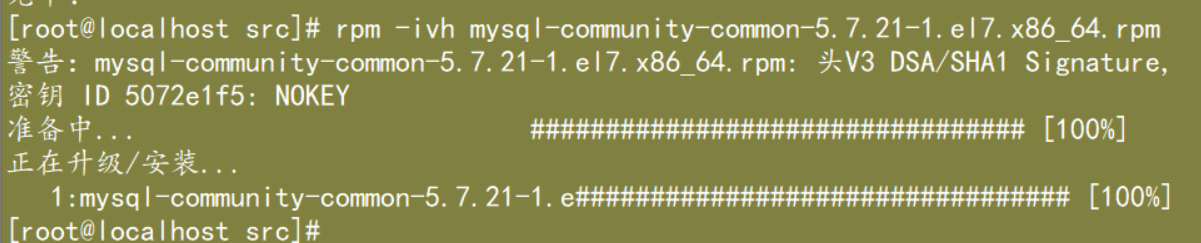 [root@localhost src]# rpm -ivh mysql-community-common-5.7.21-1.el7.x86_64.rpm
警告：mysql-community-common-5.7.21-1.el7.x86_64.rpm: 头V3 DSA/SHA1 Signature,
密钥 ID 5072e1f5: NOKEY
准备中... ################################# [100%]
正在升级/安装...
1:mysql-community-common-5.7.21-1.e################################# [100%]
[root@localhost src]#